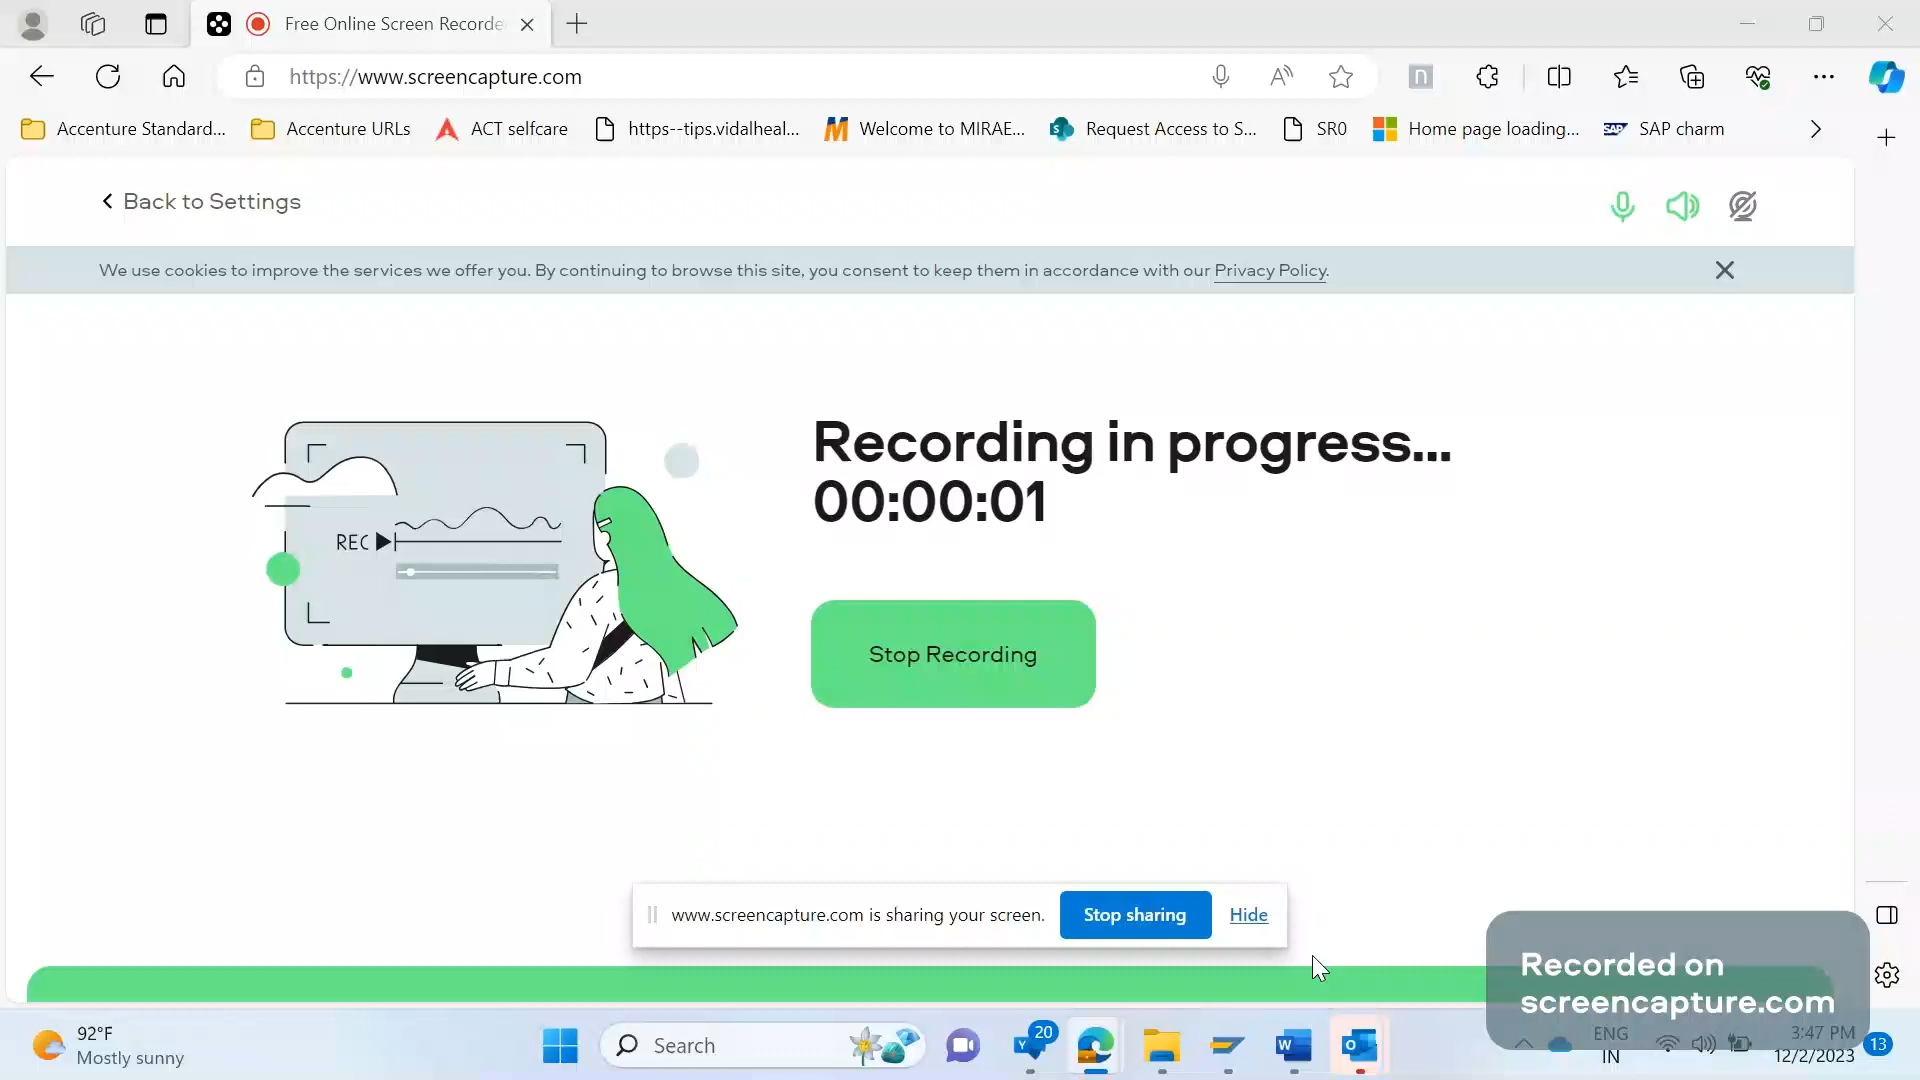 Free Online Screen Recorde
https://www.screencapture.com
Accenture Standard...
Accenture URLs
ACT selfcare
https--tips.vidalheal...
Welcome to MIRAE...
Request Access to S...
SR0
Home page loading...
SAP charm
Back to Settings
We use cookies to improve the services we offer you. By continuing to browse this site, you consent to keep them in accordance with our Privacy Policy.
Recording in progress...
00:00:01
REC
Stop Recording
www.screencapture.com is sharing your screen.
Stop sharing
Hide
Recorded on
screencapture.com
92°F
Mostly sunny
Search
20
ENG
IN
3:47 PM
12/2/2023
13